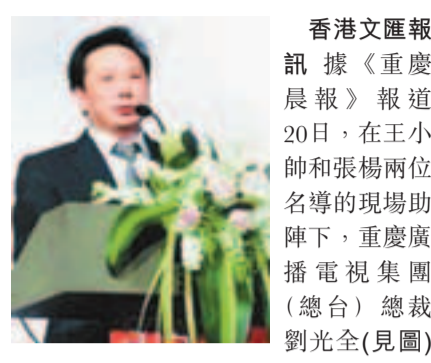 香港文匯報
訊 據《重慶
晨報》報道
20日，在王小
帥和張楊兩位
名導的現場助
陣下，重慶廣
播電視集團
（總台）總裁
劉光全(見圖)